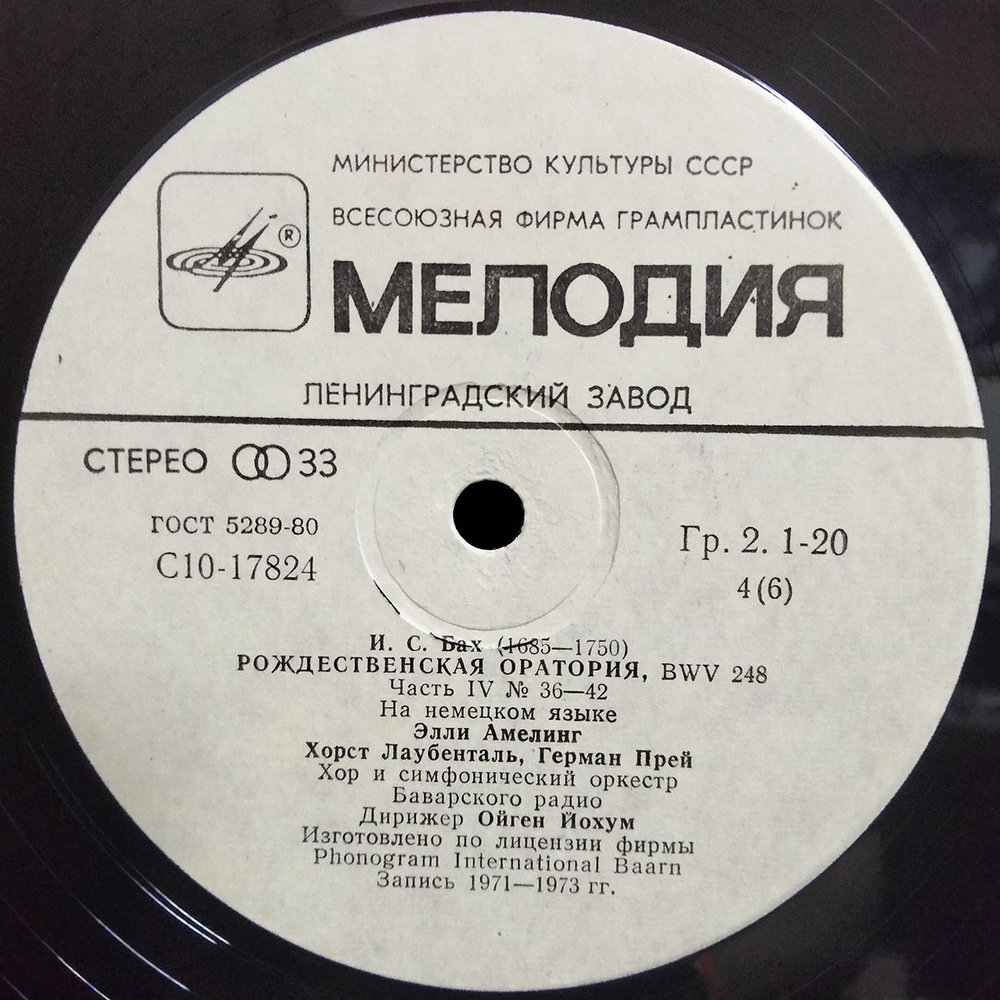 МИНИСТЕРСТВО КУЛЬТУРЫ СССР
ВСЕСОЮЗНАЯ ФИРМА ГРАМПЛАСТИНОК
®
МЕЛОДИЯ
ЛЕНИНГРАДСКИЙ ЗАВОД
СТЕРЕО 33
ГОСТ 5289-80
С10-17824
Гр. 2. 1-20
4(6)
И. С. Бах (1685—1750)
РОЖДЕСТВЕНСКАЯ ОРАТОРИЯ, BWV 248
Часть IV № 36—42
На немецком языке
Элли Амелинг
Хорст Лаубенталь, Герман Прей
Хор и симфонический оркестр
Баварского радио
Дирижер Ойген Йохум
Изготовлено по лицензии фирмы
Phonogram International Baarn
Запись 1971—1973 гг.